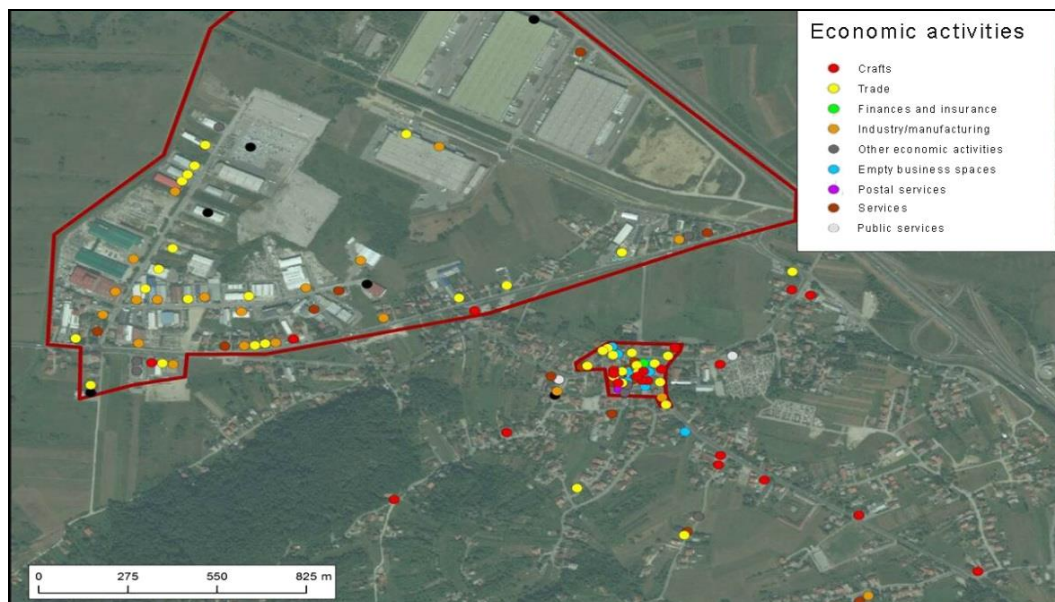 Economic activities
Crafts
Trade
Finances and insurance
Industry/manufacturing
Other economic activities
Empty business spaces
Postal services
Services
Public services
0 275 550 825 m